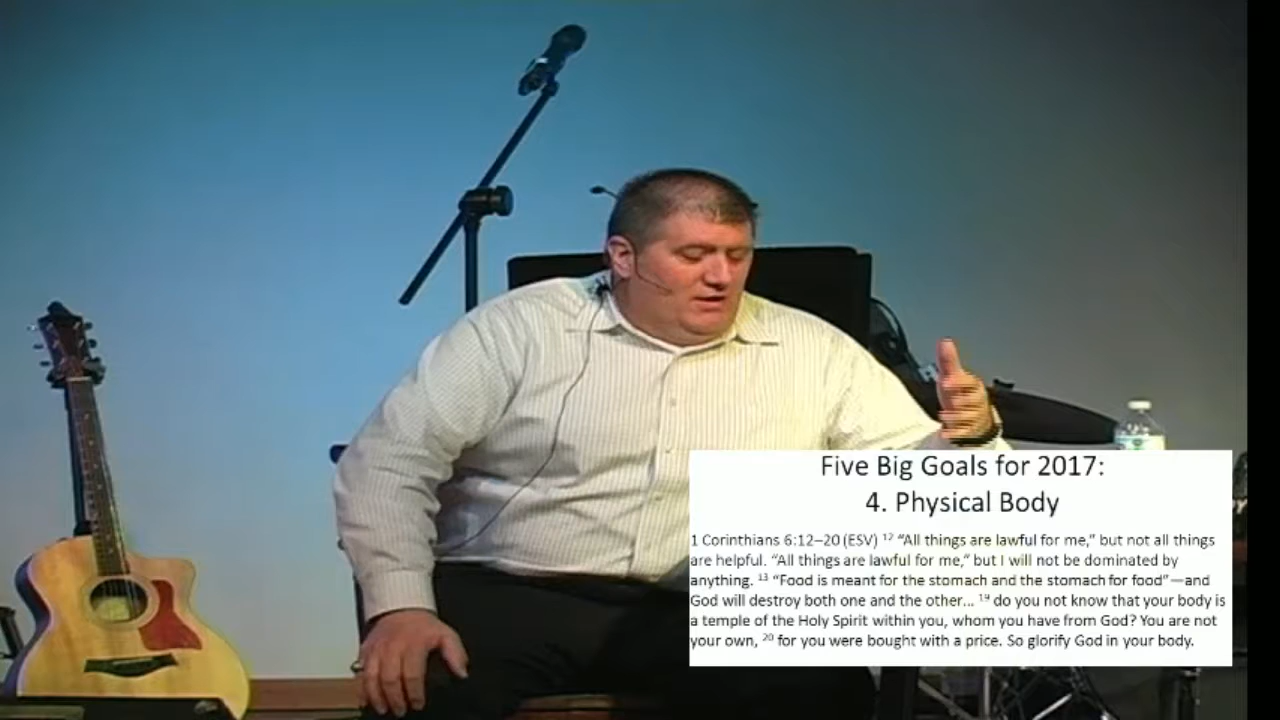 Five Big Goals for 2017:
4. Physical Body
1 Corinthians 6:12–20 (ESV) ¹² “All things are lawful for me,” but not all things
are helpful. “All things are lawful for me,” but I will not be dominated by
anything. ¹³ “Food is meant for the stomach and the stomach for food”—and
God will destroy both one and the other... ¹⁹ do you not know that your body is
a temple of the Holy Spirit within you, whom you have from God? You are not
your own, ²⁰ for you were bought with a price. So glorify God in your body.